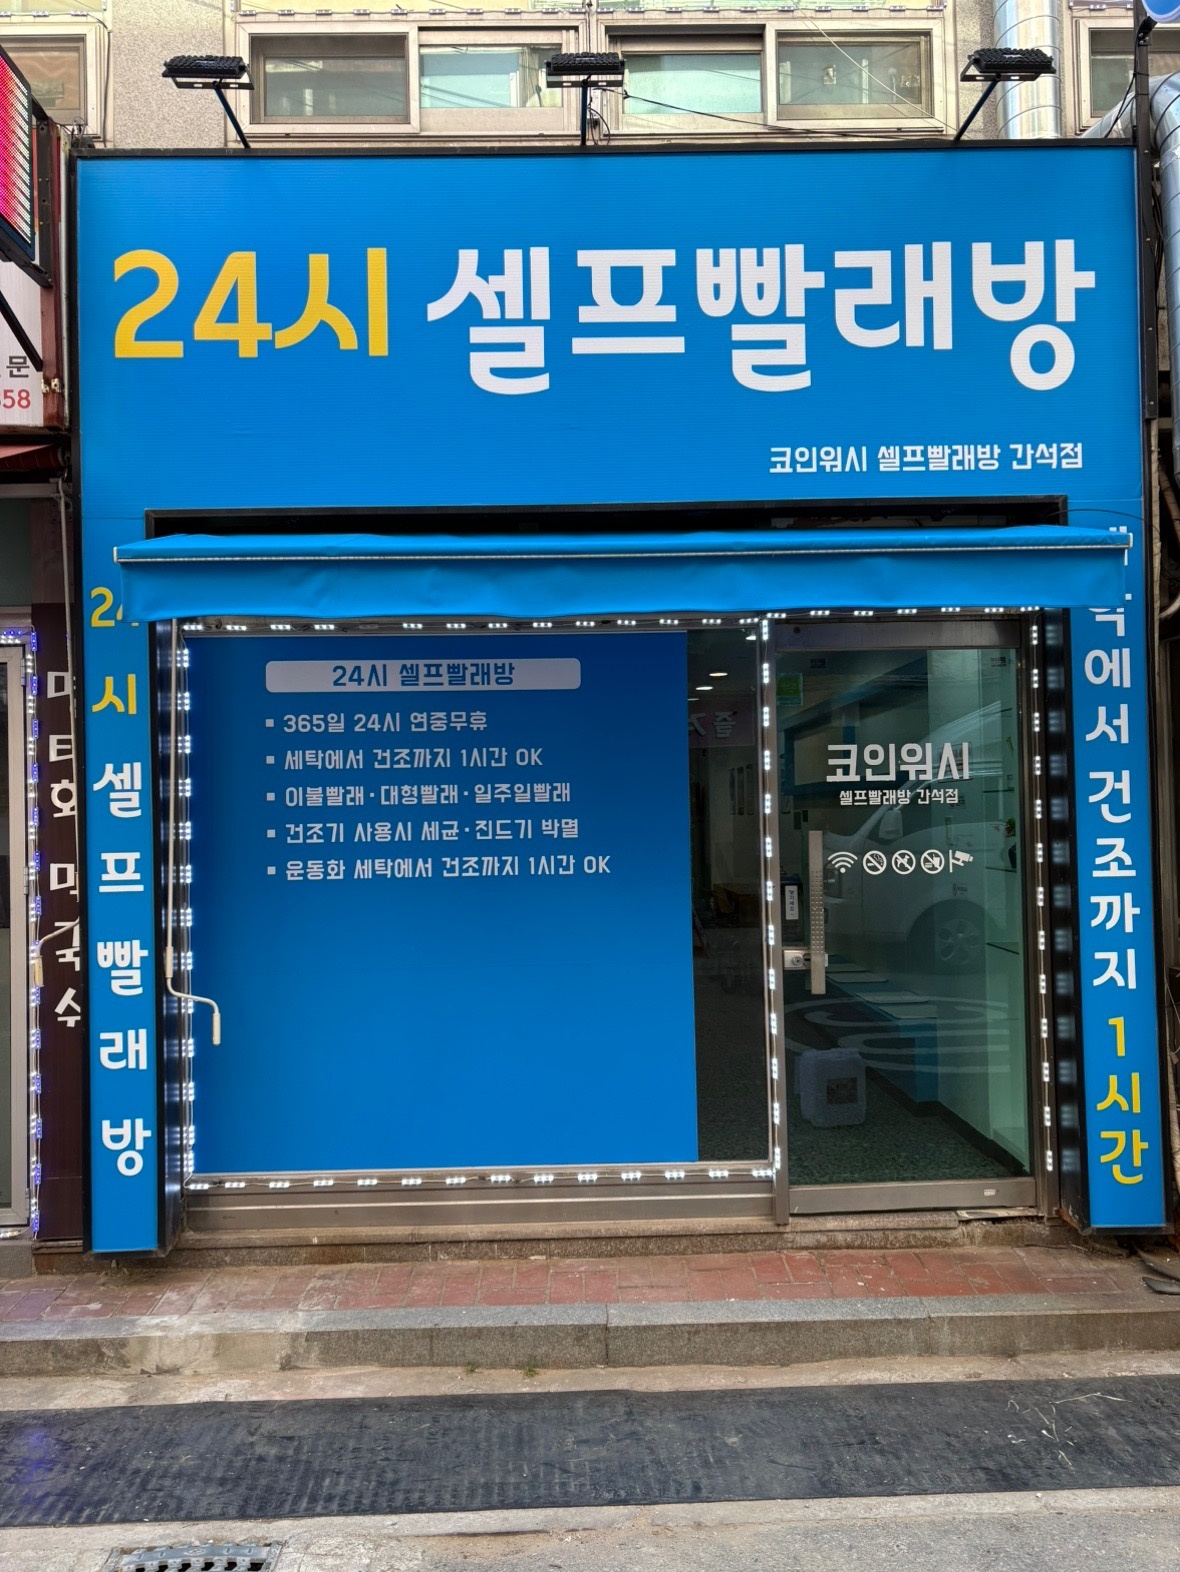 24시 셀프빨래방
코인워시 셀프빨래방 간석점
24시 셀프빨래방
365일 24시 연중무휴
세탁에서 건조까지 1시간 OK
이불빨래·대형빨래·일주일빨래
건조기 사용시 세균·진드기 박멸
운동화 세탁에서 건조까지 1시간 OK
코인워시
셀프빨래방 간석점
24시 셀프빨래방
에서 건조까지 1시간
문
58